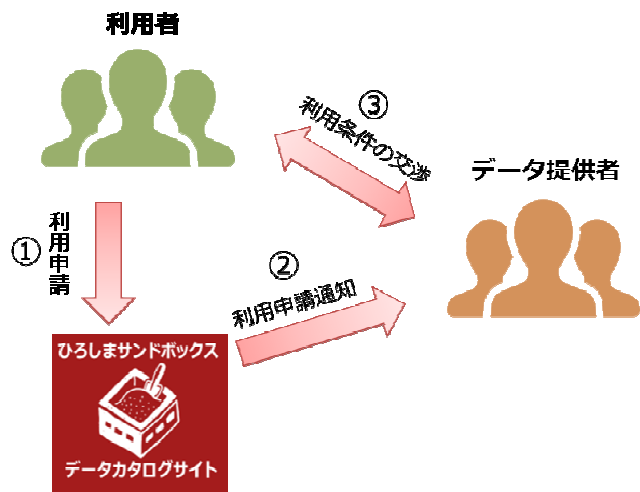 利用者
③
利用条件の交渉
データ提供者
①
利用申請
②
利用申請通知
ひろしまサンドボックス
データカタログサイト